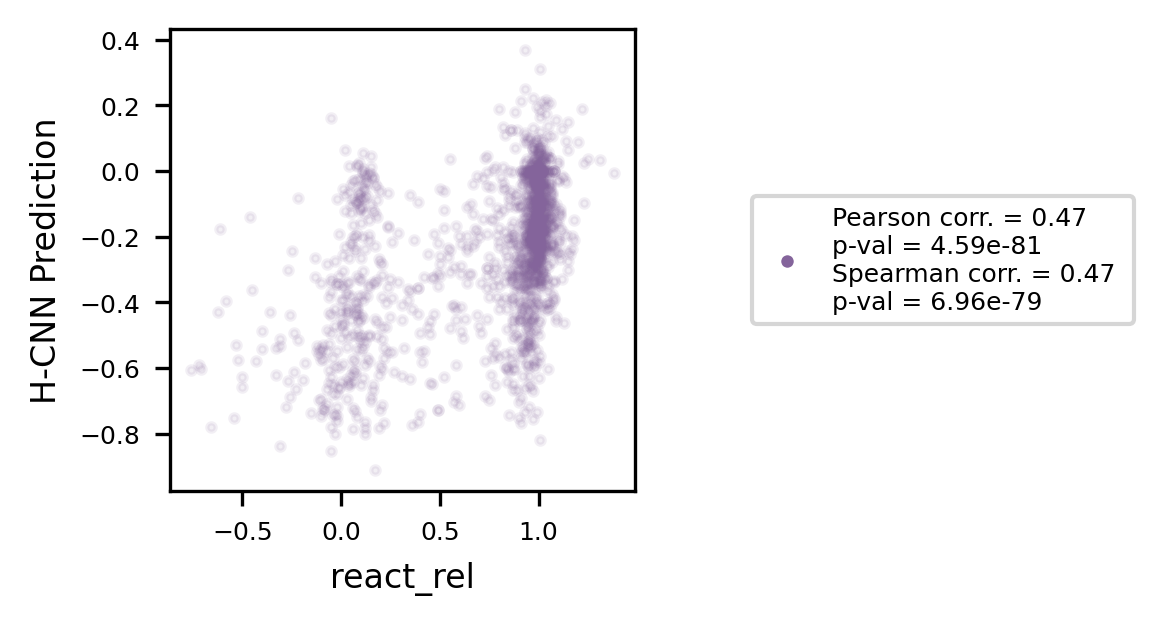 H-CNN Prediction
0.4
0.2
0.0
−0.2
−0.4
−0.6
−0.8
−0.5
0.0
0.5
1.0
react_rel
Pearson corr. = 0.47
p-val = 4.59e-81
Spearman corr. = 0.47
p-val = 6.96e-79